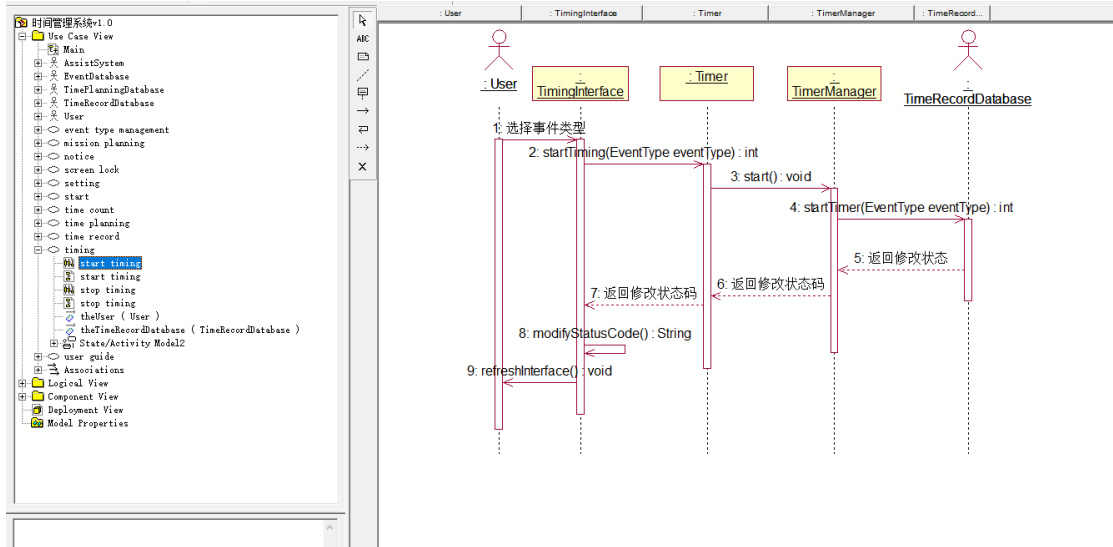 时间管理系统v1.0
Use Case View
Main
AssistSystem
EventDatabase
TimePlanningDatabase
TimeRecordDatabase
User
event type management
mission planning
notice
screen lock
setting
start
time count
time planning
time record
timing
start timing
start timing
stop timing
stop timing
theUser ( User )
theTimeRecordDatabase ( TimeRecordDatabase )
State/Activity Model2
user guide
Associations
Logical View
Component View
Deployment View
Model Properties
ABC
: User
: TimingInterface
: Timer
: TimerManager
: TimeRecord...
: User
:
TimingInterface
: Timer
:
TimerManager
:
TimeRecordDatabase
1: 选择事件类型
2: startTiming(EventType eventType) : int
3: start() : void
4: startTimer(EventType eventType) : int
5: 返回修改状态
6: 返回修改状态码
7: 返回修改状态码
8: modifyStatusCode() : String
9: refreshInterface() : void